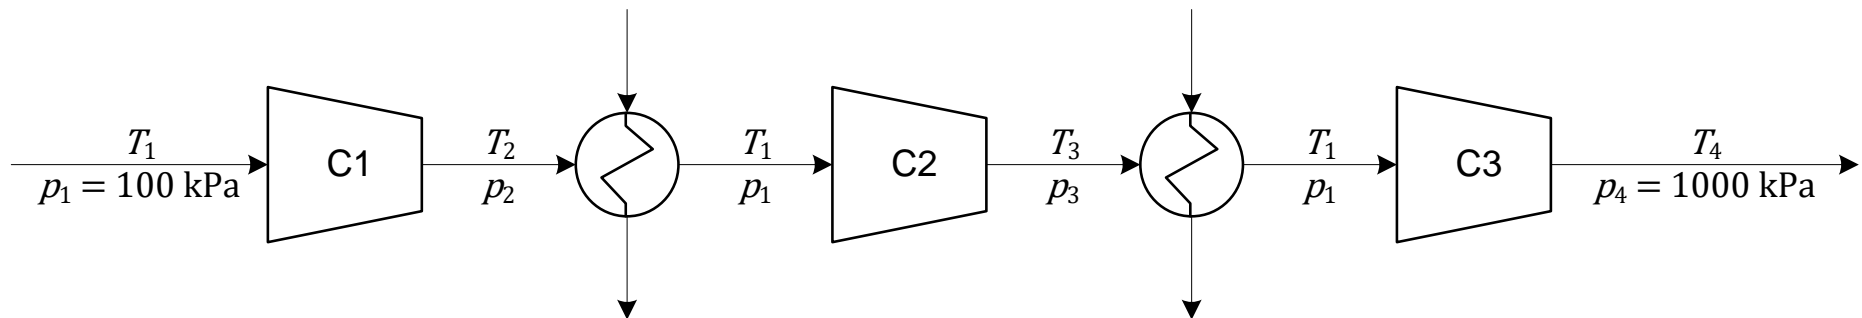 T₁
p₁ = 100 kPa
C1
T₂
p₂
T₁
p₁
C2
T₃
p₃
T₁
p₁
C3
T₄
p₄ = 1000 kPa